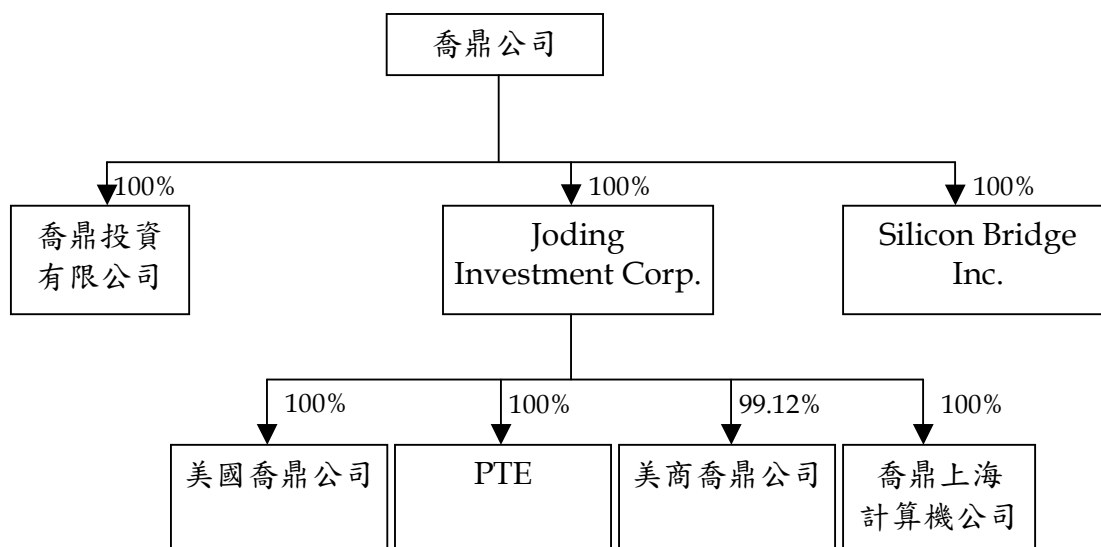 喬鼎公司
100%
100%
100%
喬鼎投資
有限公司
Joding
Investment Corp.
Silicon Bridge
Inc.
100%
100%
99.12%
100%
美國喬鼎公司
PTE
美商喬鼎公司
喬鼎上海
計算機公司